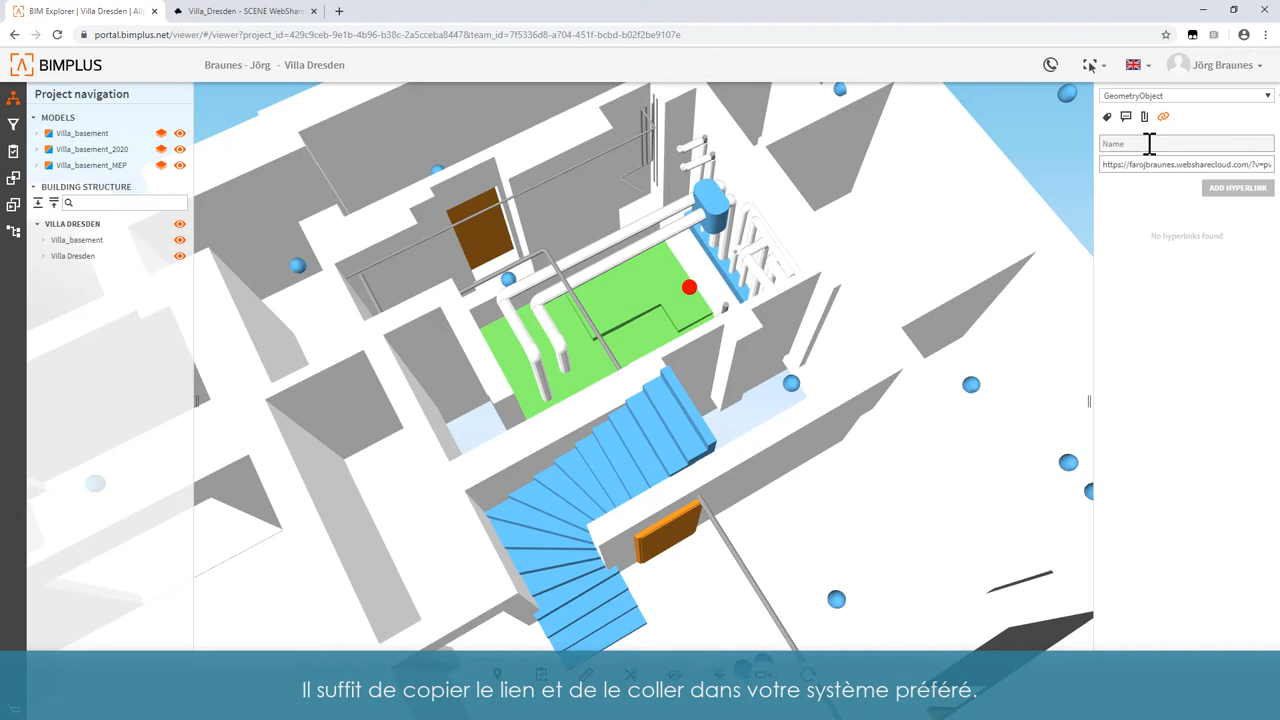 BIM Explorer | Villa Dresden | All
Villa_Dresden - SCENE WebShare
portal.bimplus.net/viewer/#/viewer?project_id=429c9ceb-9e1b-4b96-b38c-2a5cceba8447&team_id=7f5336d8-a704-451f-bcbd-b02f2be9107e
BIMPLUS
Braunes - Jörg - Villa Dresden
Jörg Braunes
Project navigation
GeometryObject
MODELS
Villa_basement
Villa_basement_2020
Villa_basement_MEP
BUILDING STRUCTURE
VILLA DRESDEN
Villa_basement
Villa Dresden
Name
https://farojbraunes.websharecloud.com/?v=pv
ADD HYPERLINK
No hyperlinks found
Il suffit de copier le lien et de le coller dans votre système préféré.